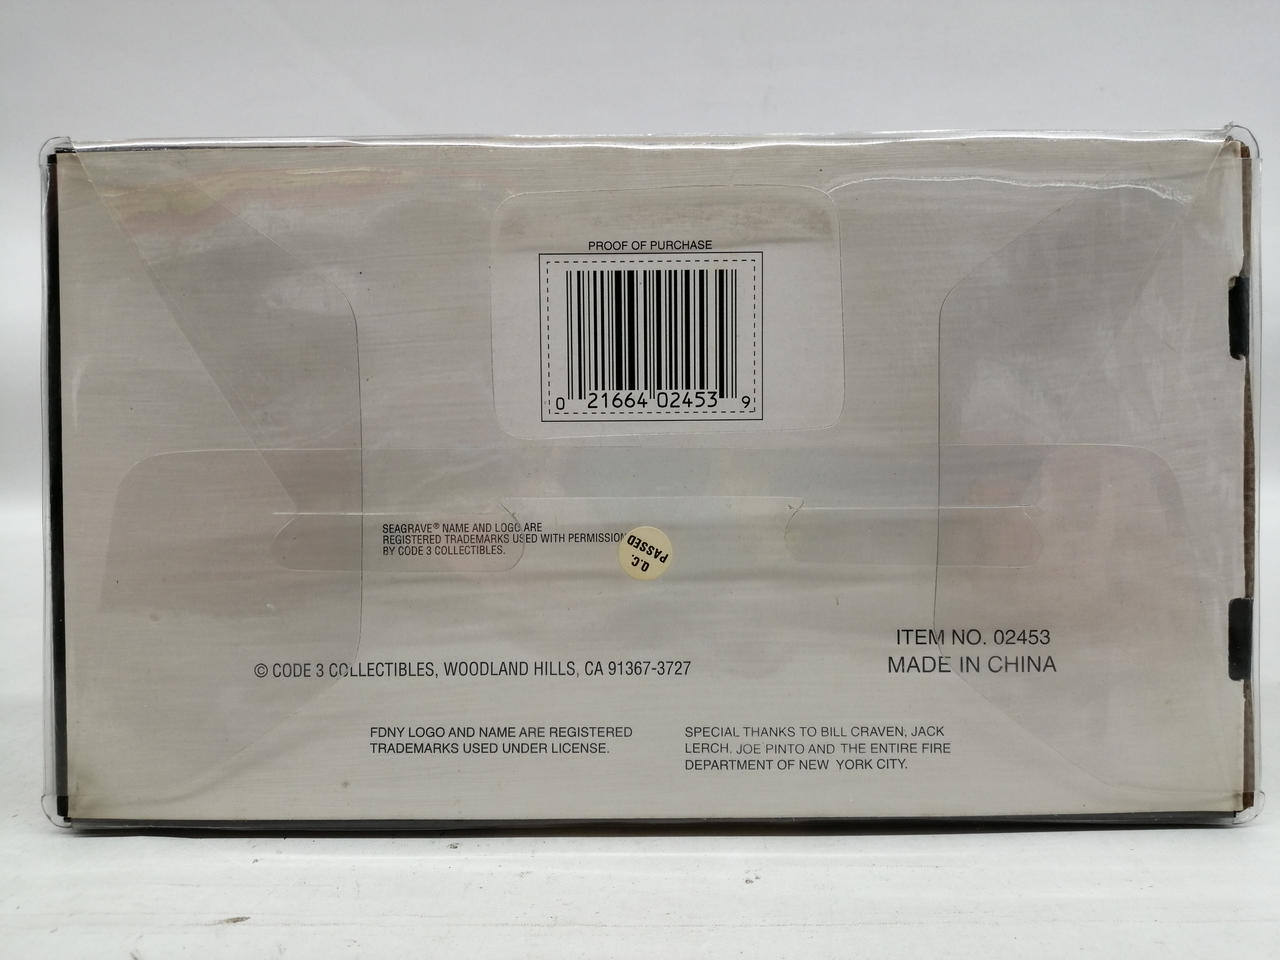 PROOF OF PURCHASE
0 21664 02453 9
SEAGRAVE® NAME AND LOGO ARE
REGISTERED TRADEMARKS USED WITH PERMISSION
BY CODE 3 COLLECTIBLES.
Q.C.
PASSED
ITEM NO. 02453
MADE IN CHINA
© CODE 3 COLLECTIBLES, WOODLAND HILLS, CA 91367-3727
FDNY LOGO AND NAME ARE REGISTERED
TRADEMARKS USED UNDER LICENSE.
SPECIAL THANKS TO BILL CRAVEN, JACK
LERCH, JOE PINTO AND THE ENTIRE FIRE
DEPARTMENT OF NEW YORK CITY.